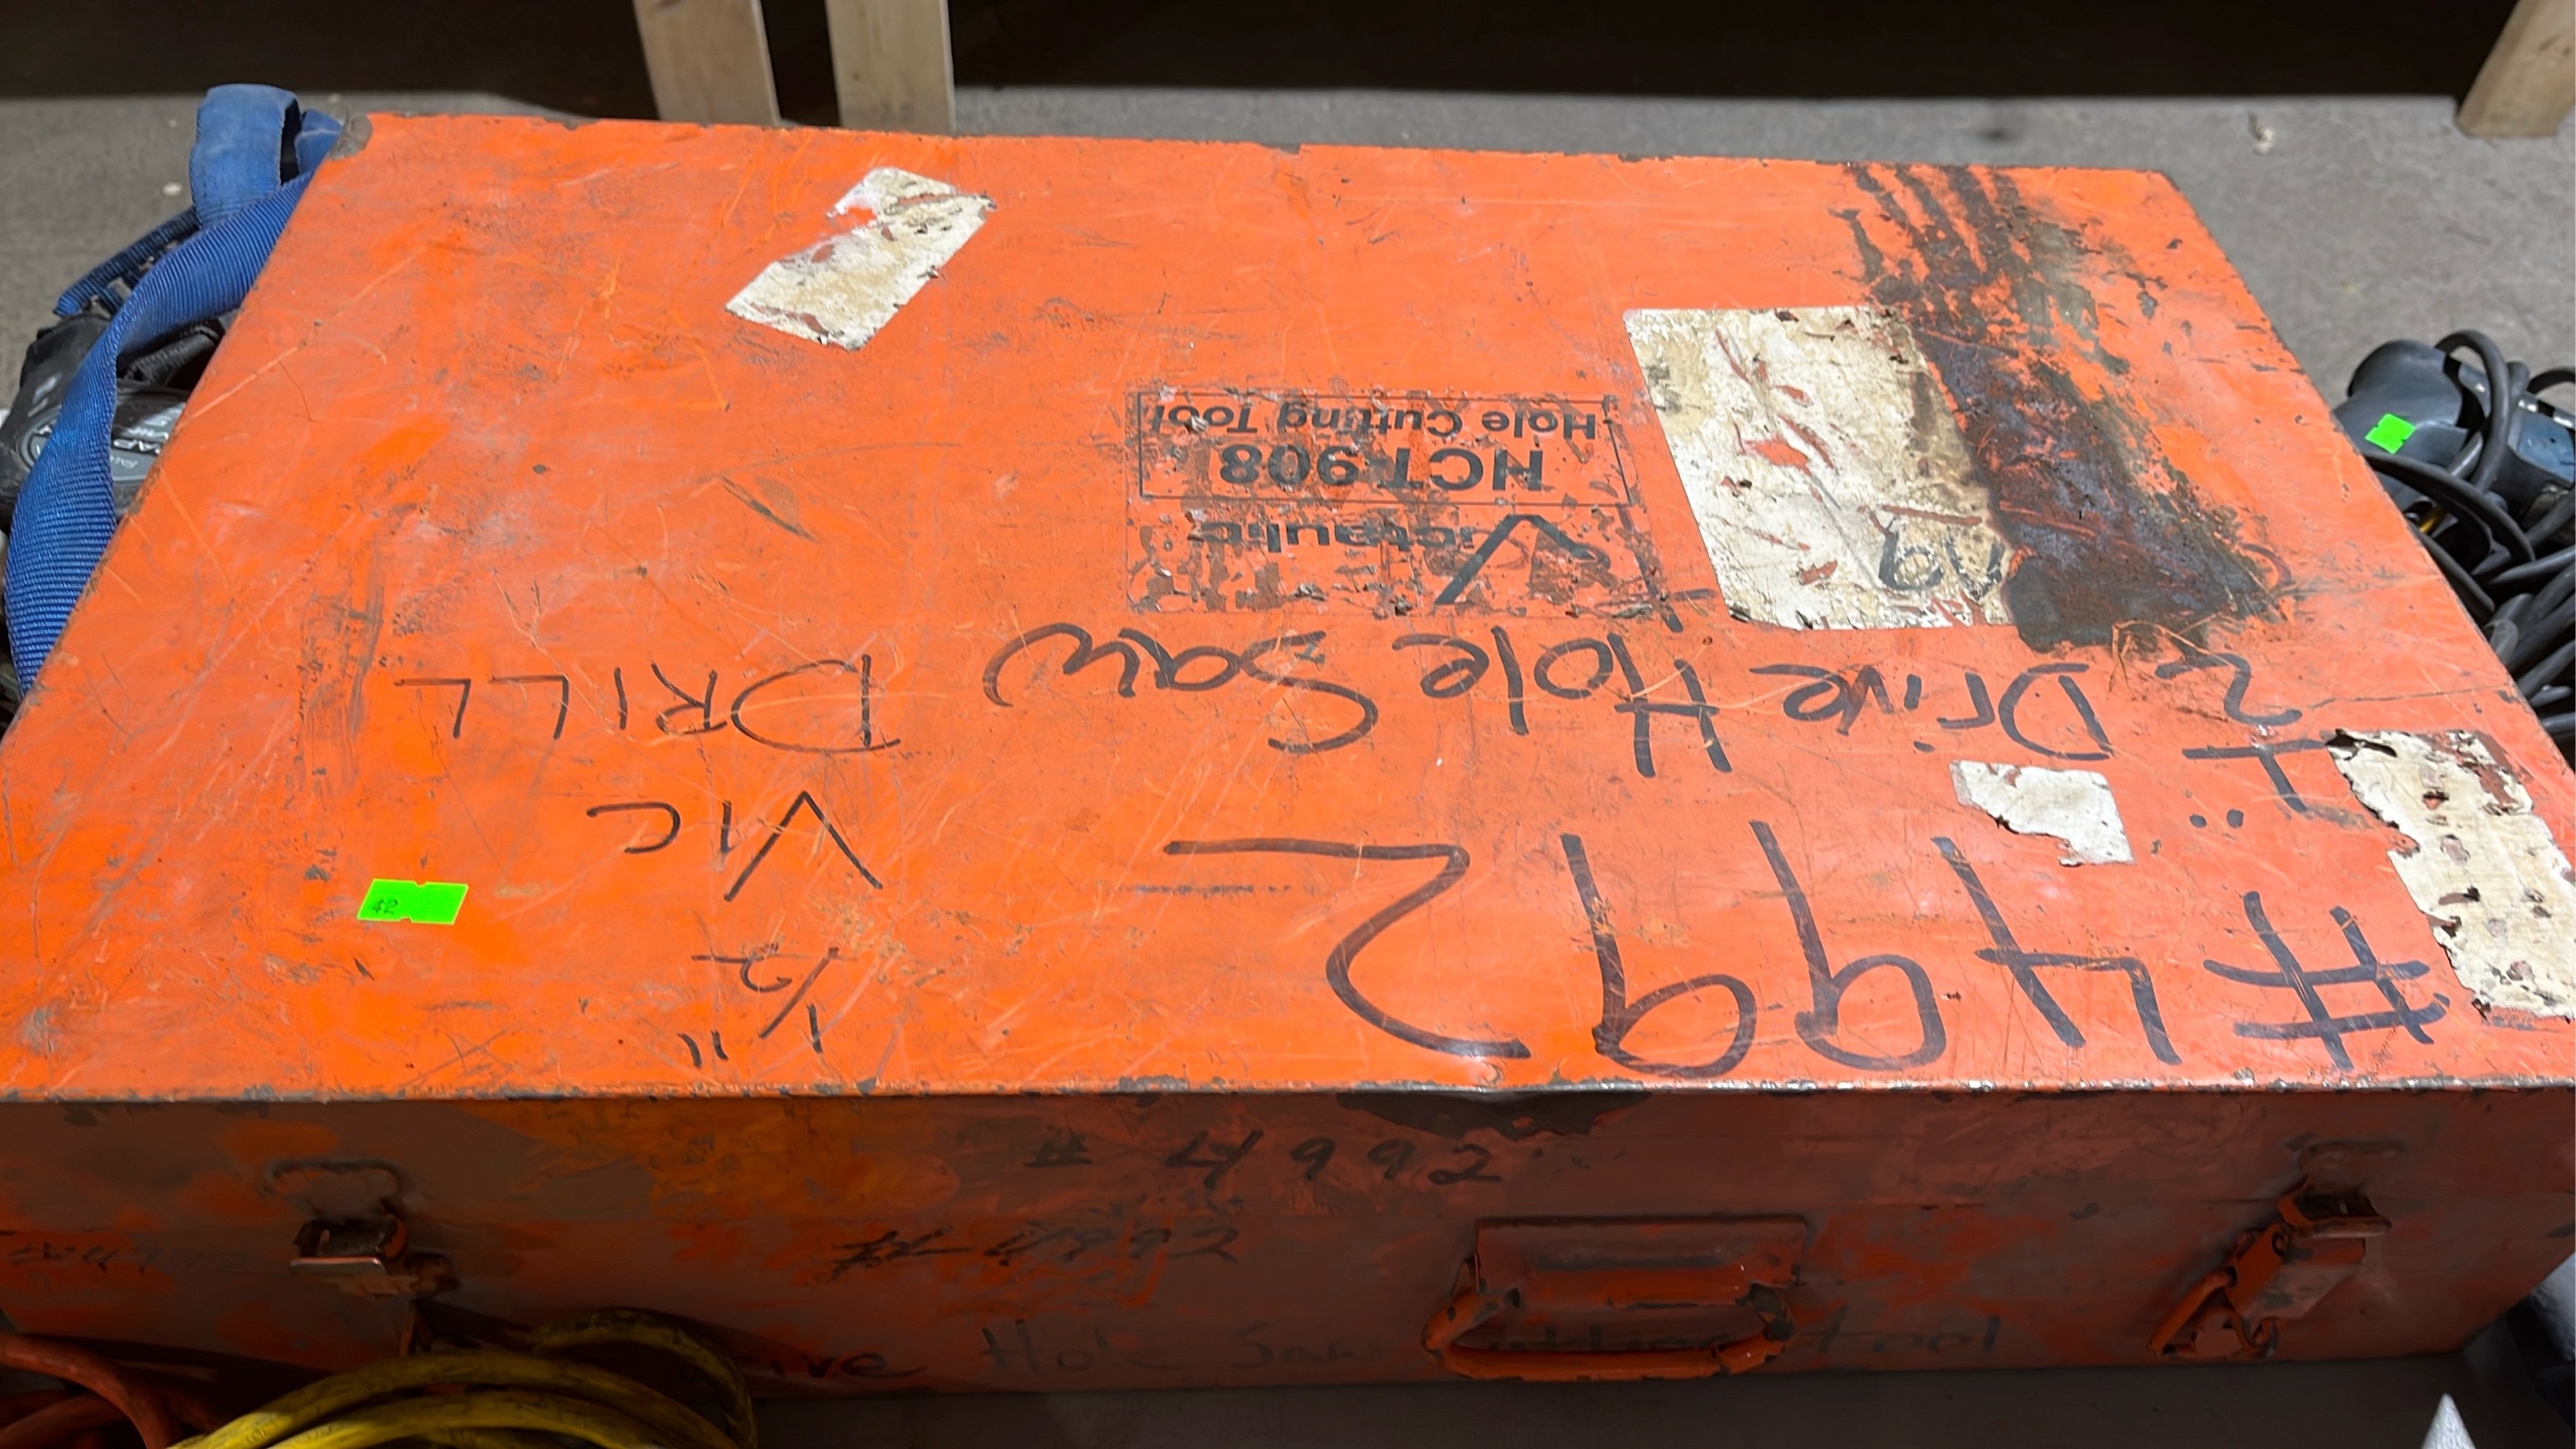 #4992
1/2 Drive Hole Saw
Victaulic
HCT-908
Hole Cutting Tool
1/2"
VIC
DRILL
# 4992
4992
Hole Saw
tool